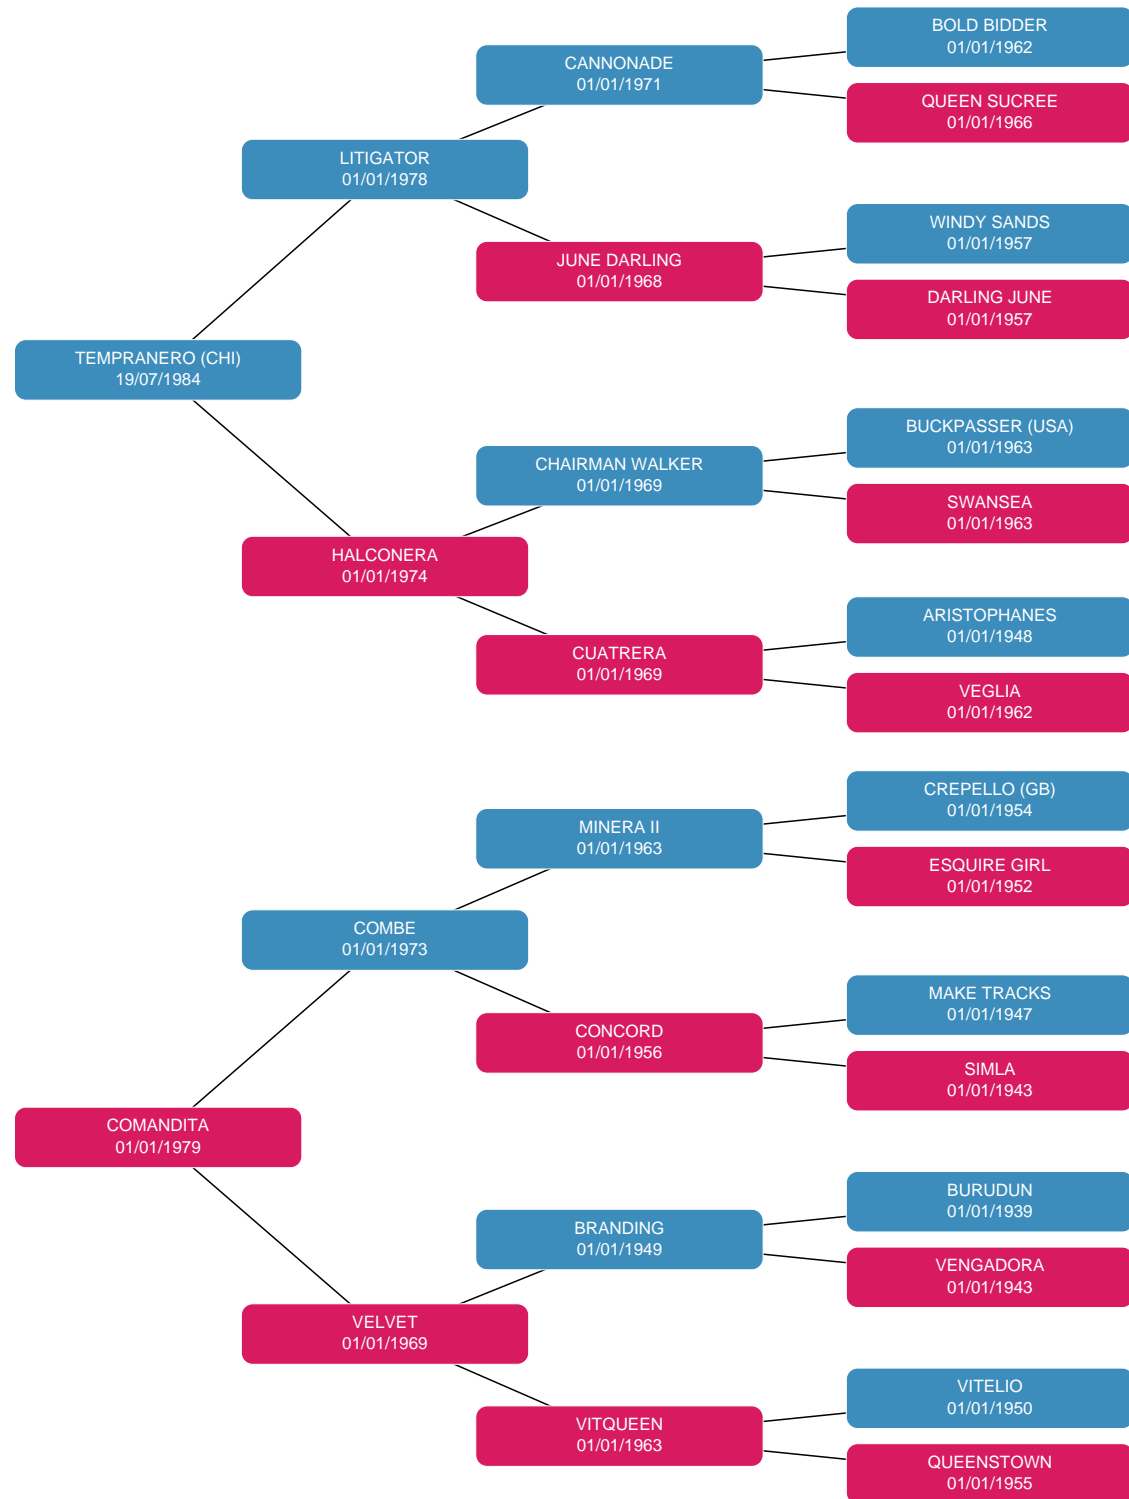 BOLD BIDDER
01/01/1962
CANNONADE
01/01/1971
QUEEN SUCREE
01/01/1966
LITIGATOR
01/01/1978
WINDY SANDS
01/01/1957
JUNE DARLING
01/01/1968
DARLING JUNE
01/01/1957
TEMPRANERO (CHI)
19/07/1984
BUCKPASSER (USA)
01/01/1963
CHAIRMAN WALKER
01/01/1969
SWANSEA
01/01/1963
HALCONERA
01/01/1974
ARISTOPHANES
01/01/1948
CUATRERA
01/01/1969
VEGLIA
01/01/1962
CREPELLO (GB)
01/01/1954
MINERA II
01/01/1963
ESQUIRE GIRL
01/01/1952
COMBE
01/01/1973
MAKE TRACKS
01/01/1947
CONCORD
01/01/1956
SIMLA
01/01/1943
COMANDITA
01/01/1979
BURUDUN
01/01/1939
BRANDING
01/01/1949
VENGADORA
01/01/1943
VELVET
01/01/1969
VITELIO
01/01/1950
VITQUEEN
01/01/1963
QUEENSTOWN
01/01/1955